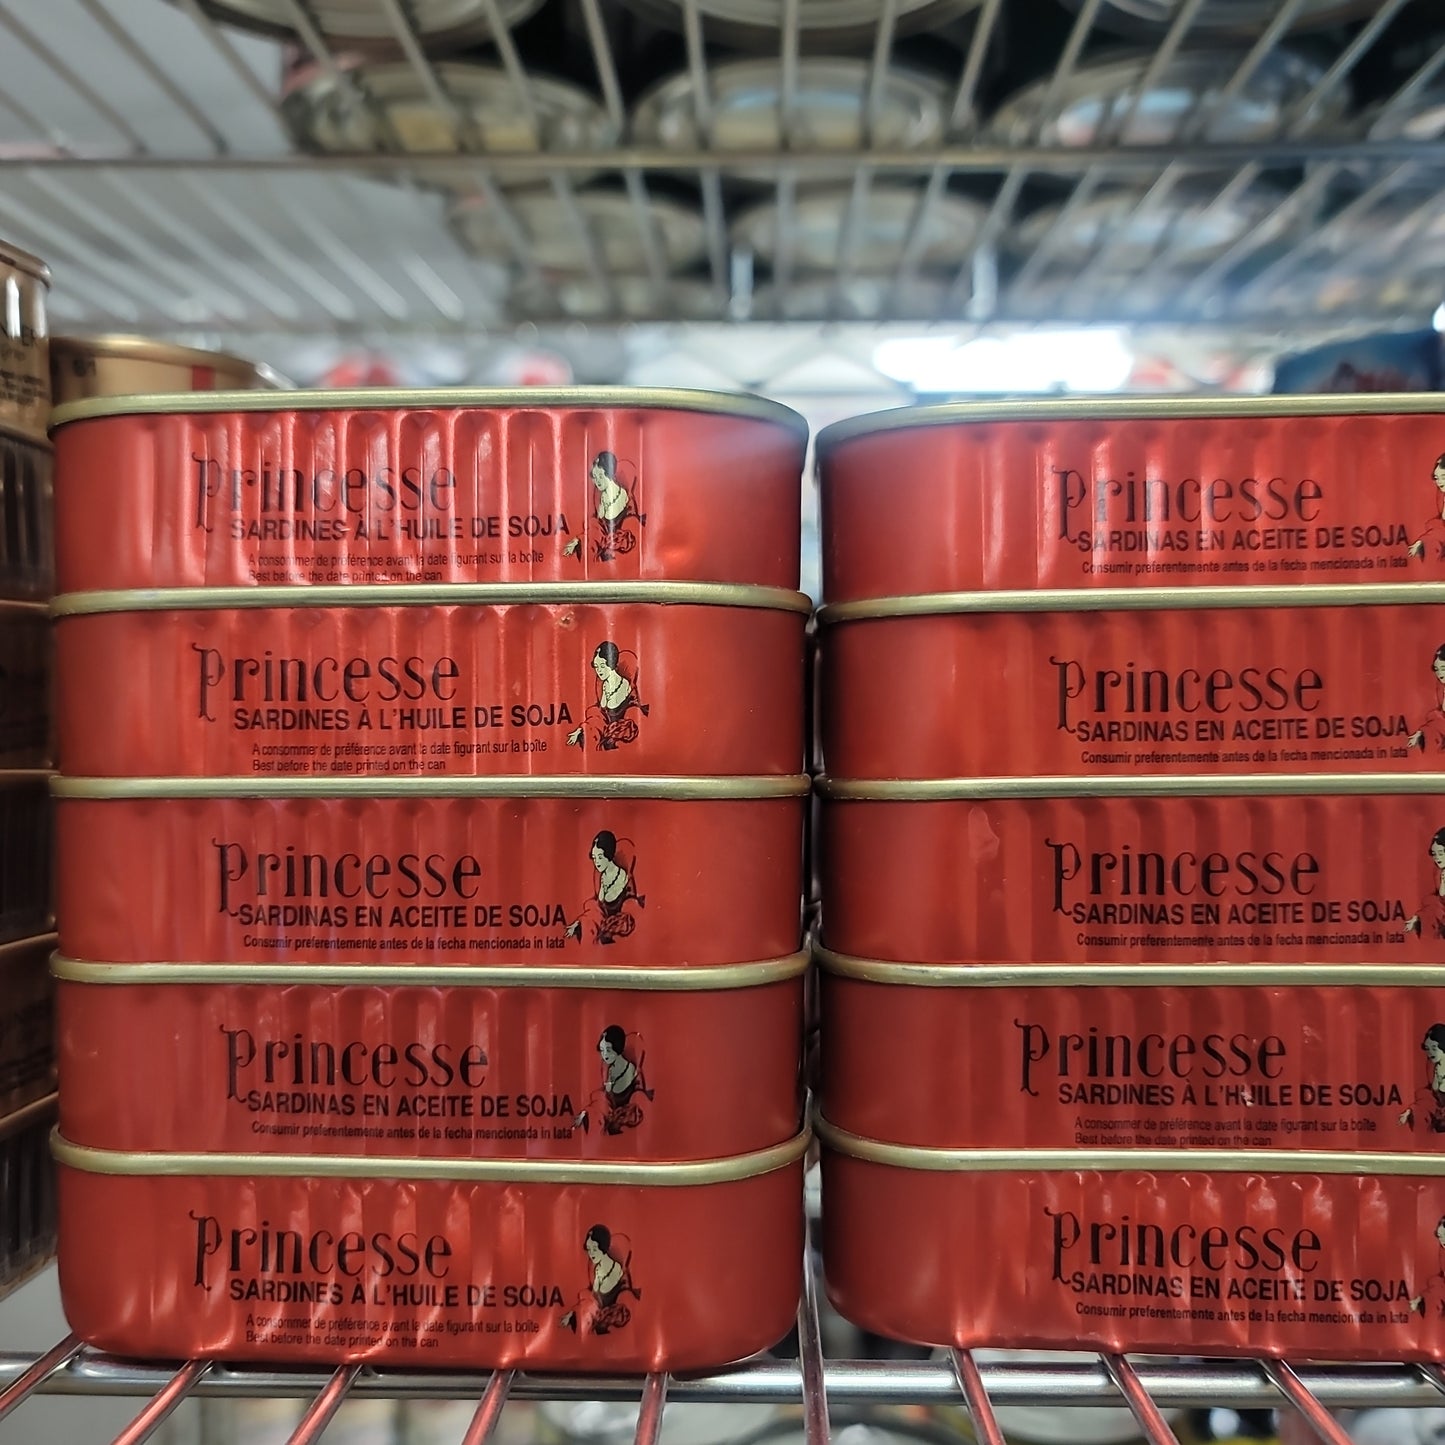 Princesse
SARDINES À L'HUILE DE SOJA
A consommer de préférence avant la date figurant sur la boîte
Best before the date printed on the can
Princesse
SARDINES À L'HUILE DE SOJA
A consommer de préférence avant la date figurant sur la boîte
Best before the date printed on the can
Princesse
SARDINAS EN ACEITE DE SOJA
Consumir preferentemente antes de la fecha mencionada in lata
Princesse
SARDINAS EN ACEITE DE SOJA
Consumir preferentemente antes de la fecha mencionada in lata
Princesse
SARDINES À L'HUILE DE SOJA
A consommer de préférence avant la date figurant sur la boîte
Best before the date printed on the can
Princesse
SARDINAS EN ACEITE DE SOJA
Consumir preferentemente antes de la fecha mencionada in lata
Princesse
SARDINAS EN ACEITE DE SOJA
Consumir preferentemente antes de la fecha mencionada in lata
Princesse
SARDINAS EN ACEITE DE SOJA
Consumir preferentemente antes de la fecha mencionada in lata
Princesse
SARDINES À L'HUILE DE SOJA
A consommer de préférence avant la date figurant sur la boîte
Best before the date printed on the can
Princesse
SARDINAS EN ACEITE DE SOJA
Consumir preferentemente antes de la fecha mencionada in lata